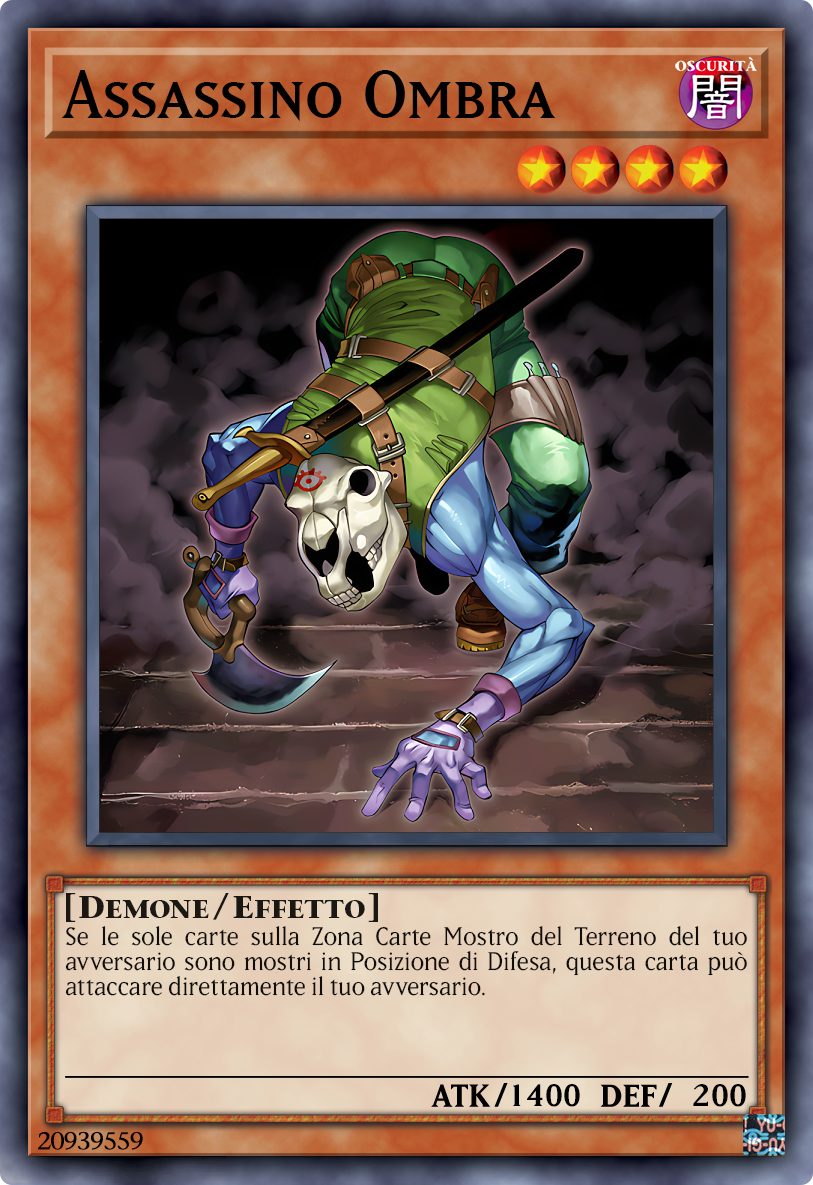 Assassino Ombra
OSCURITÀ
闇
[Demone/Effetto]
Se le sole carte sulla Zona Carte Mostro del Terreno del tuo
avversario sono mostri in Posizione di Difesa, questa carta può
attaccare direttamente il tuo avversario.
ATK/1400 DEF/ 200
20939559